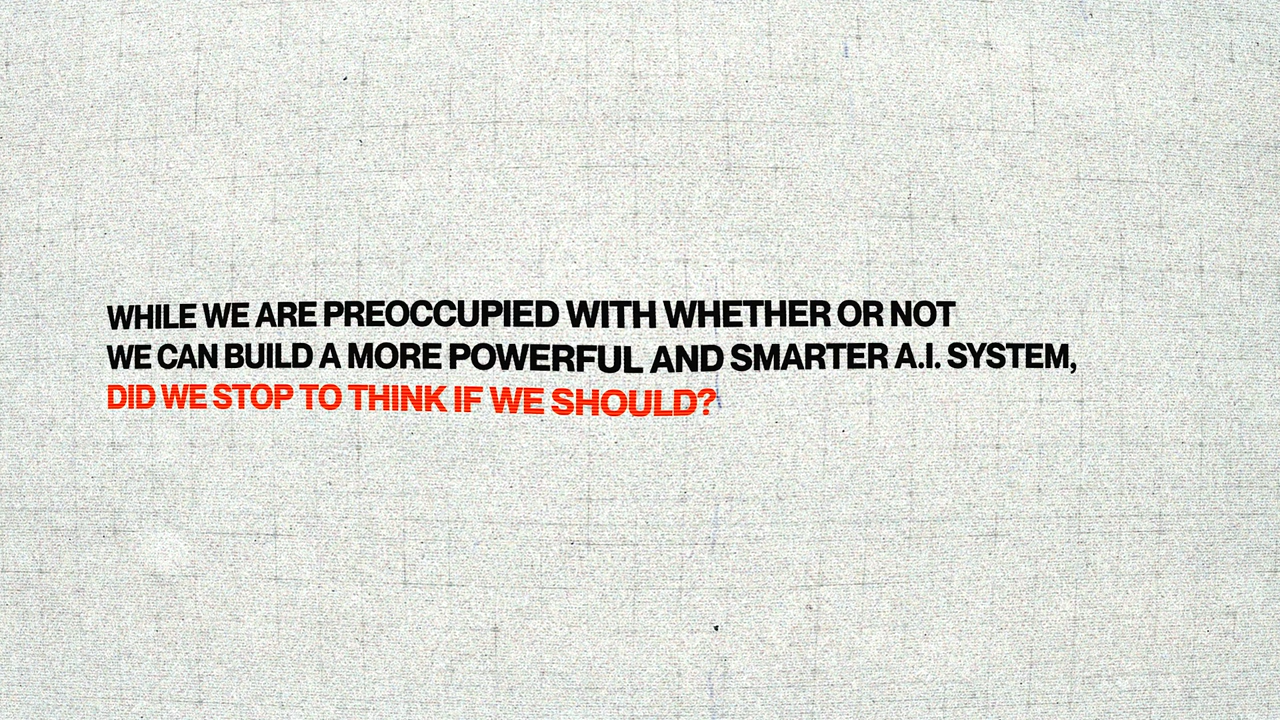 WHILE WE ARE PREOCCUPIED WITH WHETHER OR NOT
WE CAN BUILD A MORE POWERFUL AND SMARTER A.I. SYSTEM,
DID WE STOP TO THINK IF WE SHOULD?